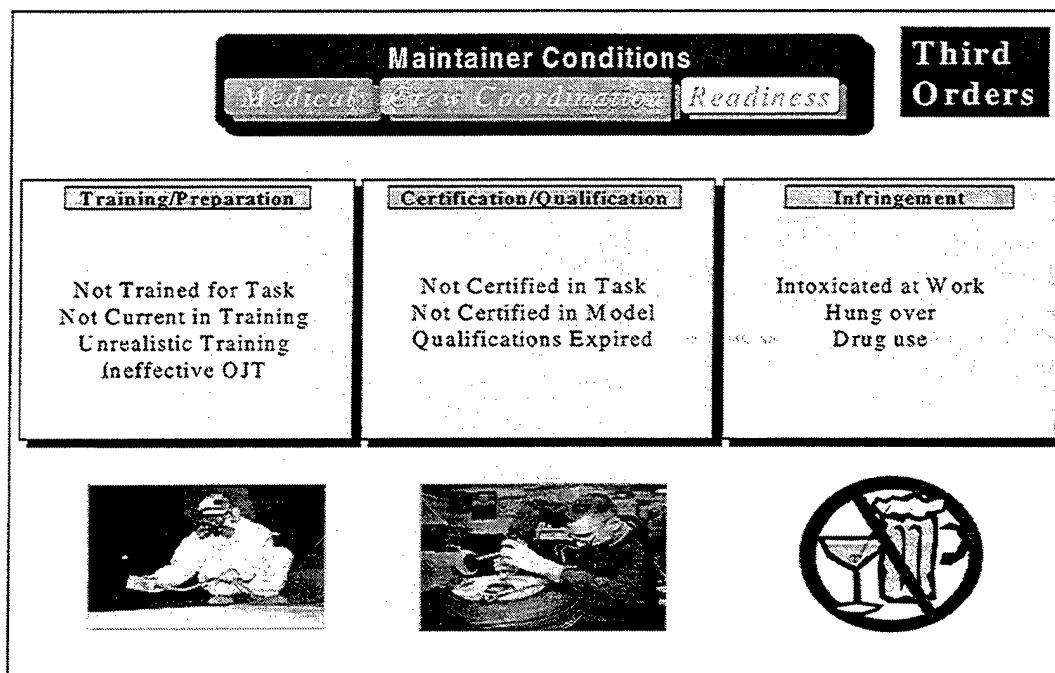 Maintainer Conditions
Medical Crew Coordination Readiness
Third
Orders
Training/Preparation
Not Trained for Task
Not Current in Training
Unrealistic Training
Ineffective OJT
Certification/Qualification
Not Certified in Task
Not Certified in Model
Qualifications Expired
Infringement
Intoxicated at Work
Hung over
Drug use